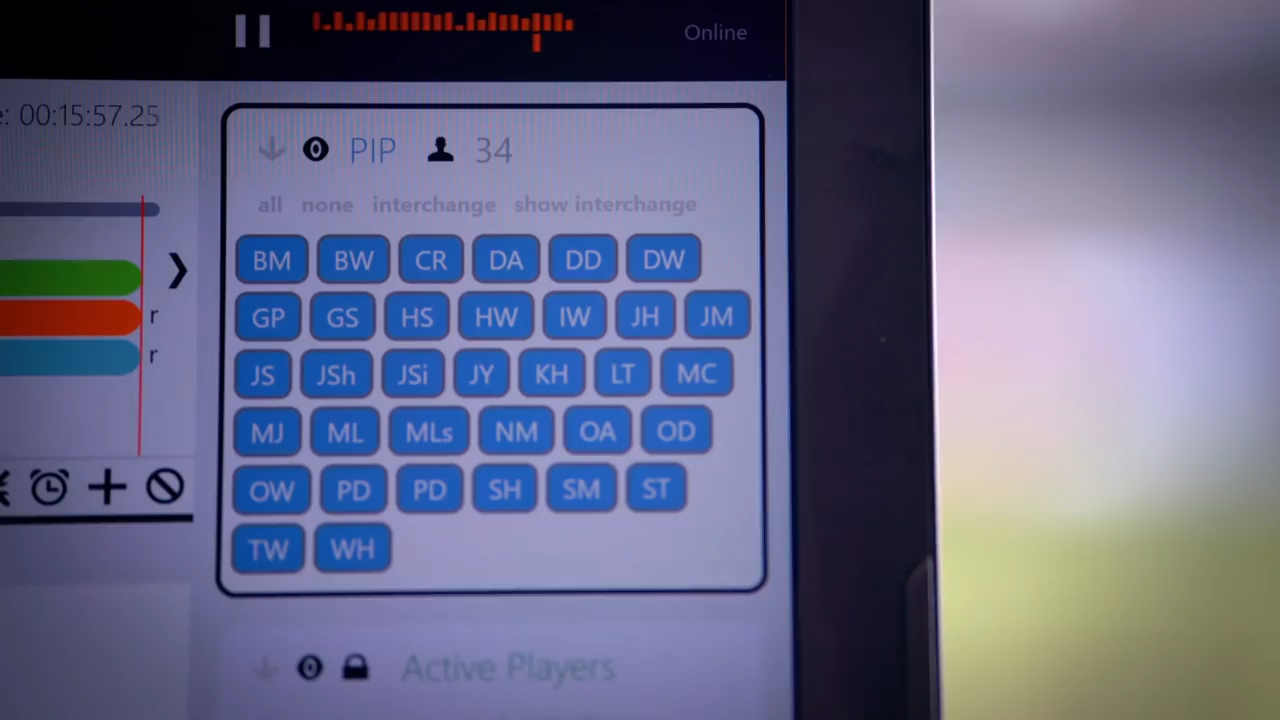 Online
: 00:15:57.25
PIP 34
all none interchange show interchange
BM BW CR DA DD DW
GP GS HS HW IW JH JM
r
JS JSh JSi JY KH LT MC
r
MJ ML MLs NM OA OD
OW PD PD SH SM ST
TW WH
Active Players